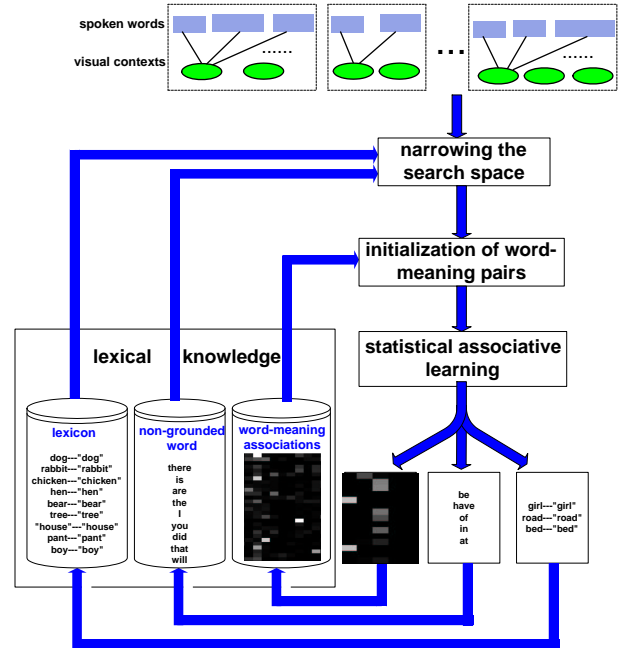 spoken words
visual contexts
......
...
......
narrowing the
search space
initialization of word-
meaning pairs
statistical associative
learning
lexical knowledge
lexicon
dog---"dog"
rabbit---"rabbit"
chicken---"chicken"
hen---"hen"
bear---"bear"
tree---"tree"
"house"---"house"
pant---"pant"
boy---"boy"
non-grounded
word
there
is
are
the
I
you
did
that
will
word-meaning
associations
be
have
of
in
at
girl---"girl"
road---"road"
bed---"bed"